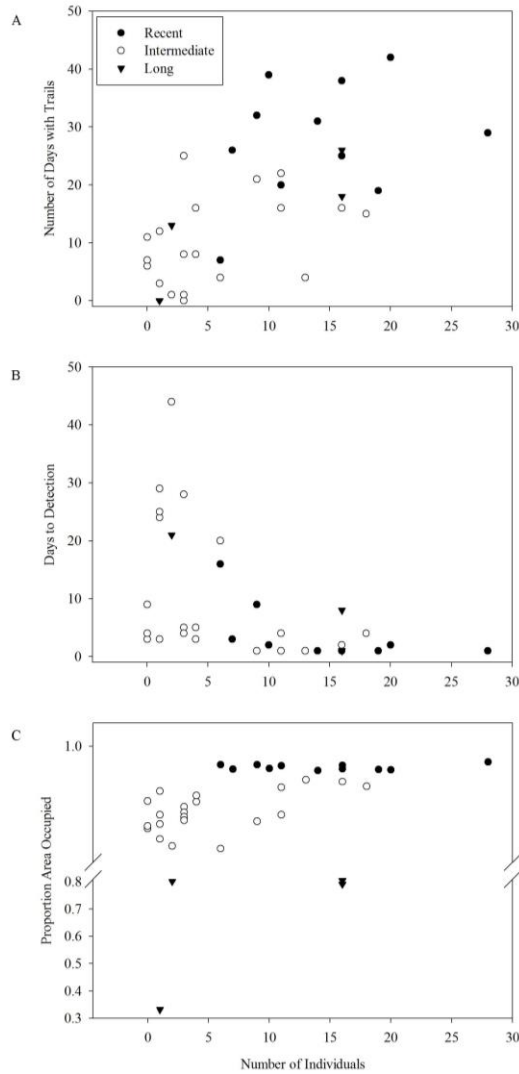 A
50
40
30
20
10
0
Number of Days with Trails
Recent
Intermediate
Long
0 5 10 15 20 25 30
B
50
40
30
20
10
0
Days to Detection
0 5 10 15 20 25 30
C
1.0
0.8
0.7
0.6
0.5
0.4
0.3
Proportion Area Occupied
0 5 10 15 20 25 30
Number of Individuals